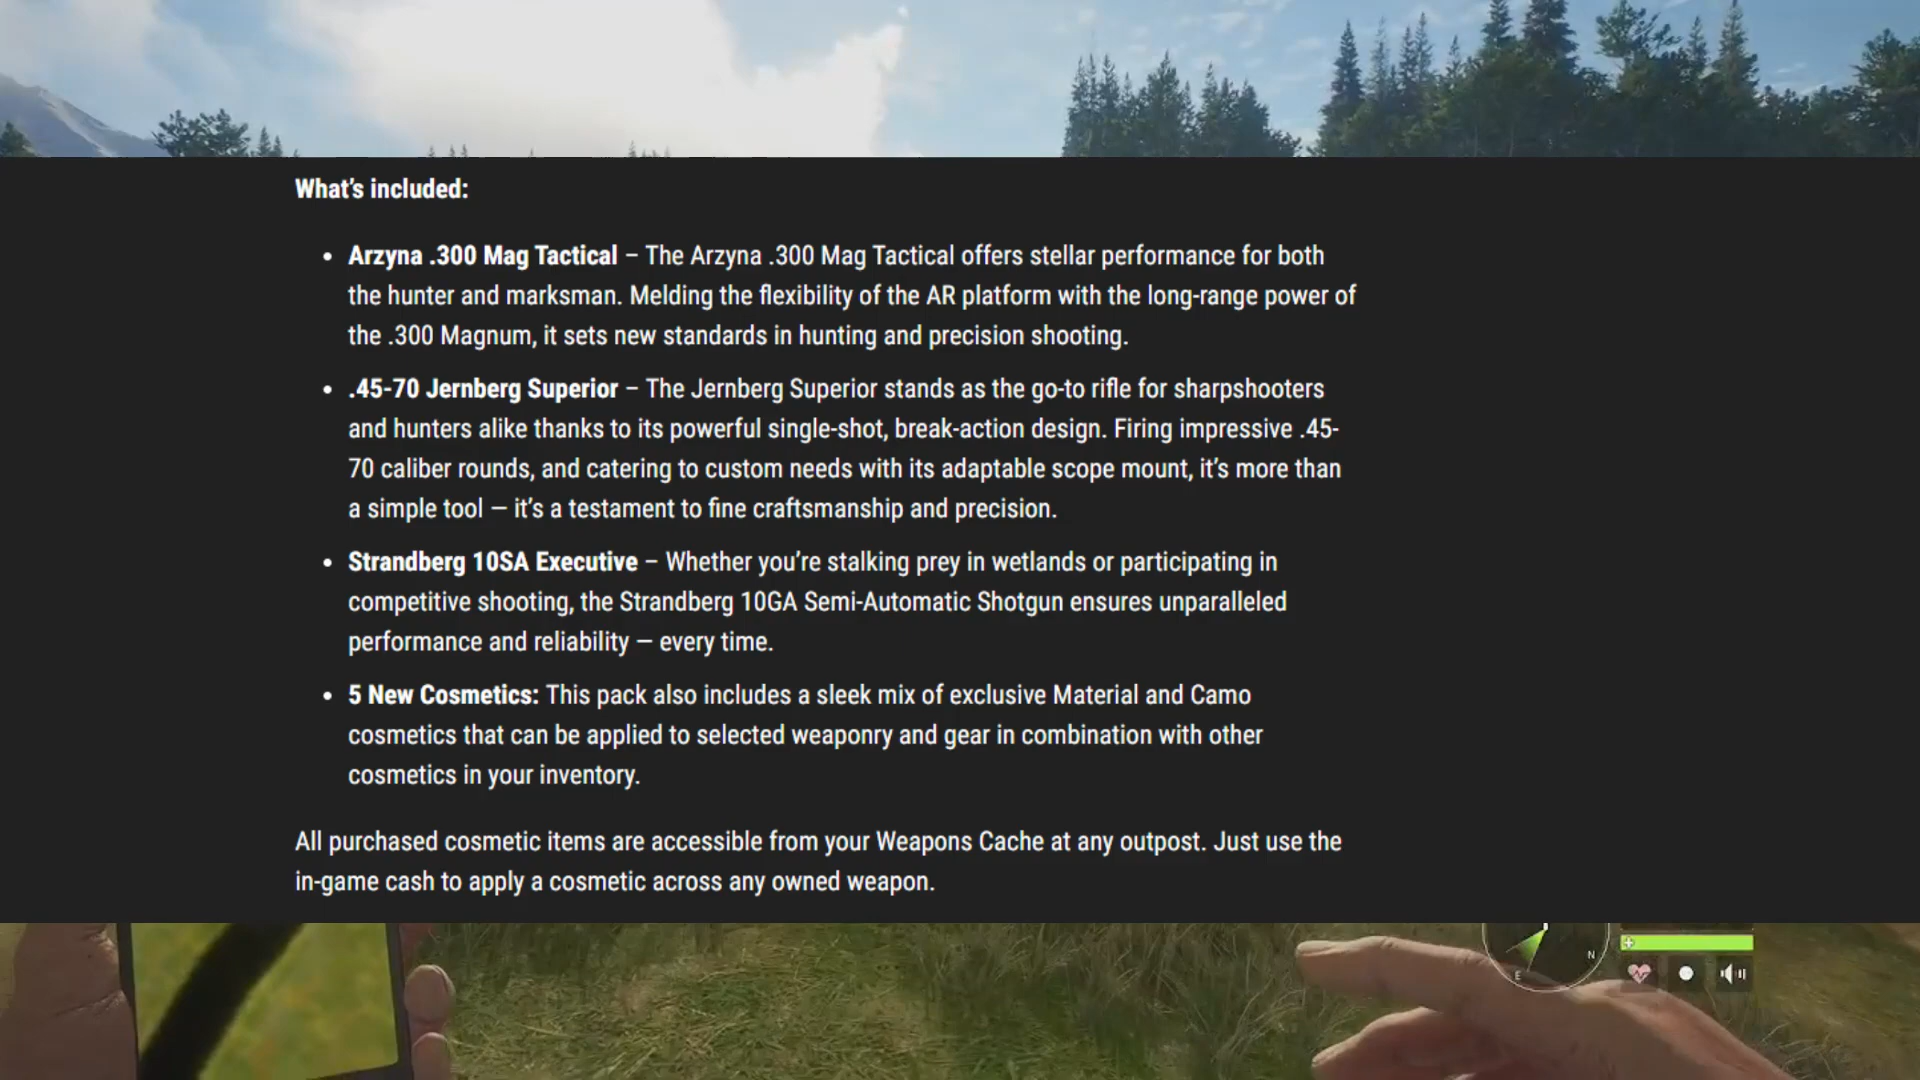 What's included:
• Arzyna .300 Mag Tactical – The Arzyna .300 Mag Tactical offers stellar performance for both
the hunter and marksman. Melding the flexibility of the AR platform with the long-range power of
the .300 Magnum, it sets new standards in hunting and precision shooting.
• .45-70 Jernberg Superior – The Jernberg Superior stands as the go-to rifle for sharpshooters
and hunters alike thanks to its powerful single-shot, break-action design. Firing impressive .45-
70 caliber rounds, and catering to custom needs with its adaptable scope mount, it's more than
a simple tool — it's a testament to fine craftsmanship and precision.
• Strandberg 10SA Executive – Whether you're stalking prey in wetlands or participating in
competitive shooting, the Strandberg 10GA Semi-Automatic Shotgun ensures unparalleled
performance and reliability — every time.
• 5 New Cosmetics: This pack also includes a sleek mix of exclusive Material and Camo
cosmetics that can be applied to selected weaponry and gear in combination with other
cosmetics in your inventory.
All purchased cosmetic items are accessible from your Weapons Cache at any outpost. Just use the
in-game cash to apply a cosmetic across any owned weapon.
N
E